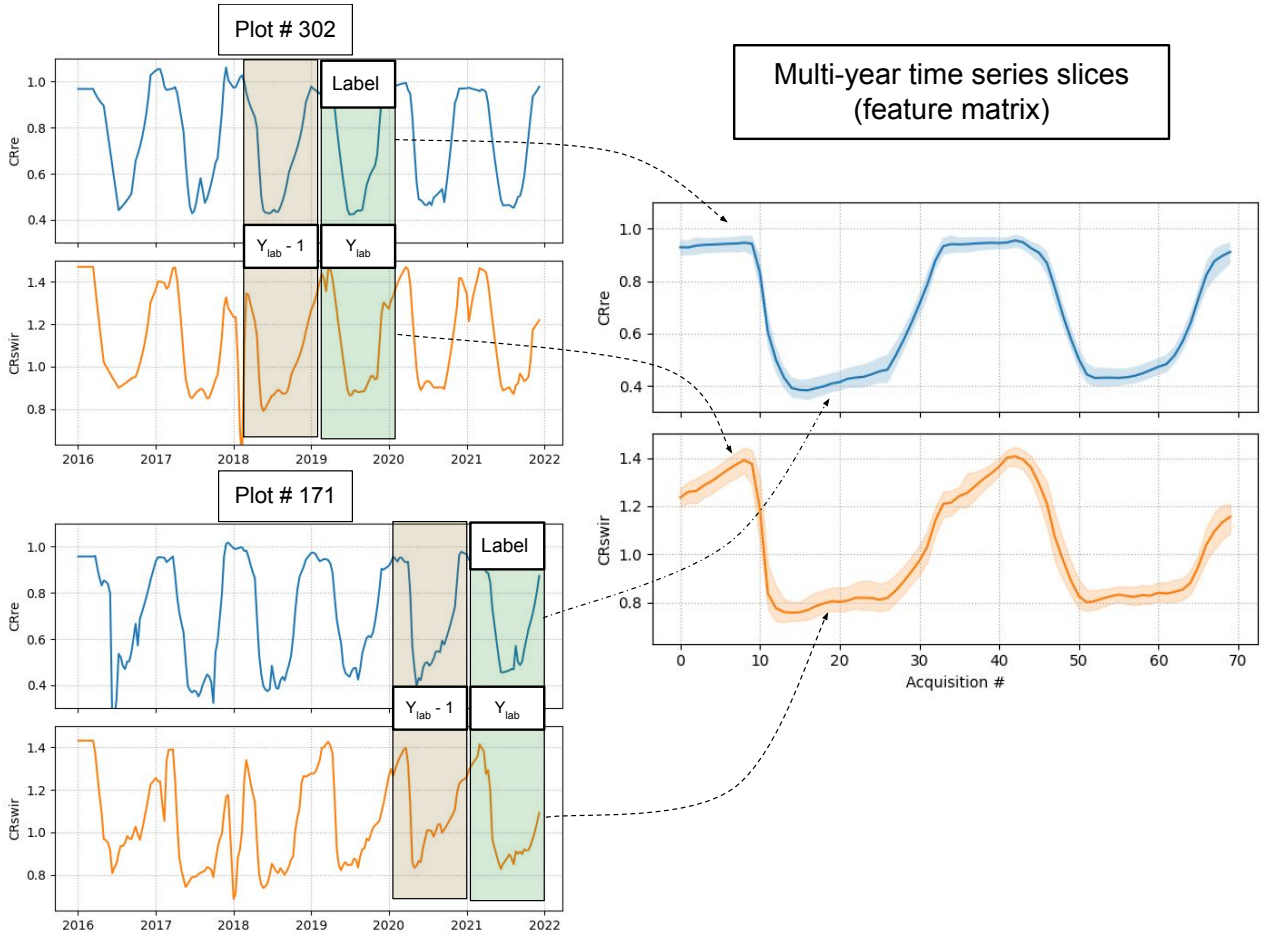 Plot # 302
1.0
0.8
0.6
0.4
CRre
Label
Y_lab - 1
Y_lab
1.4
1.2
1.0
0.8
CRswir
2016 2017 2018 2019 2020 2021 2022
Plot # 171
1.0
0.8
0.6
0.4
CRre
Label
Y_lab - 1
Y_lab
1.4
1.2
1.0
0.8
CRswir
2016 2017 2018 2019 2020 2021 2022
Multi-year time series slices
(feature matrix)
1.0
0.8
0.6
0.4
CRre
1.4
1.2
1.0
0.8
CRswir
0 10 20 30 40 50 60 70
Acquisition #